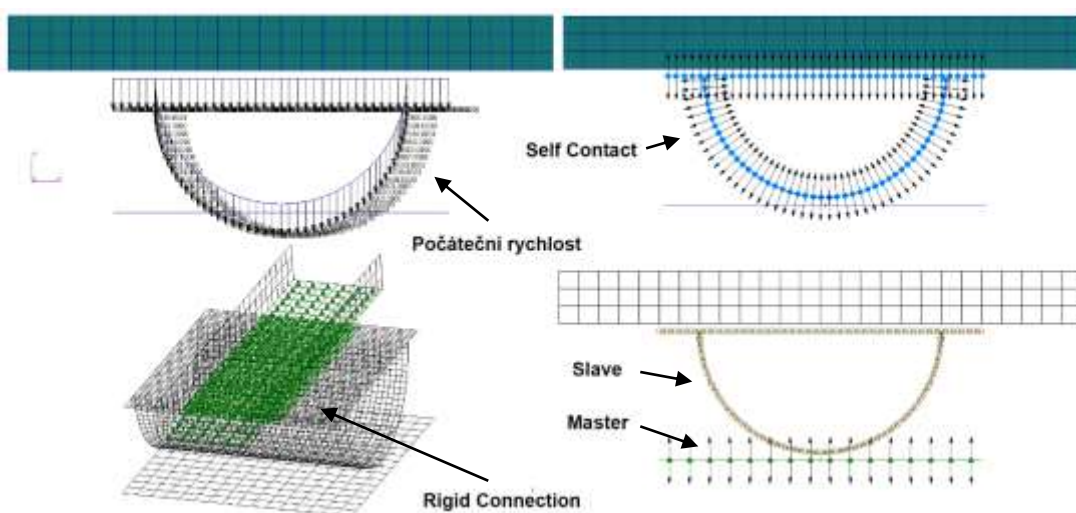 Self Contact
Počáteční rychlost
Slave
Master
Rigid Connection